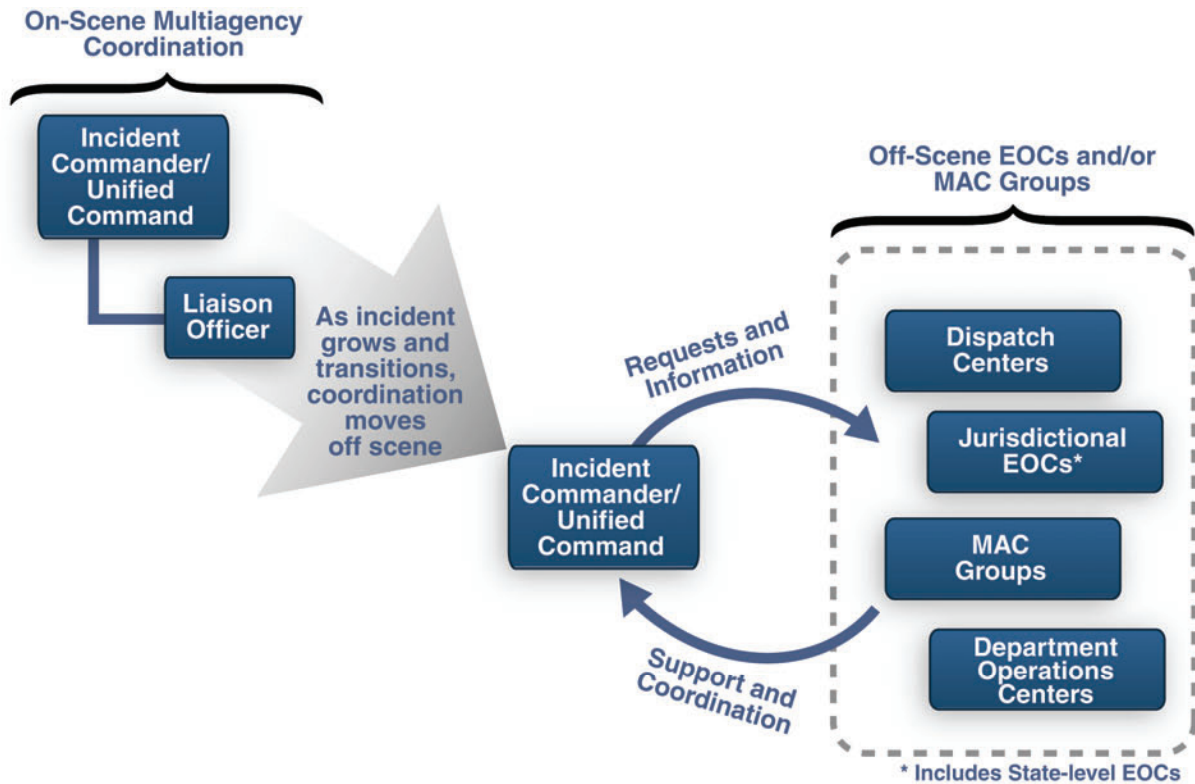 On-Scene Multiagency
Coordination
Incident
Commander/
Unified
Command
Liaison
Officer
As incident
grows and
transitions,
coordination
moves
off scene
Incident
Commander/
Unified
Command
Requests and
Information
Support and
Coordination
Off-Scene EOCs and/or
MAC Groups
Dispatch
Centers
Jurisdictional
EOCs*
MAC
Groups
Department
Operations
Centers
* Includes State-level EOCs